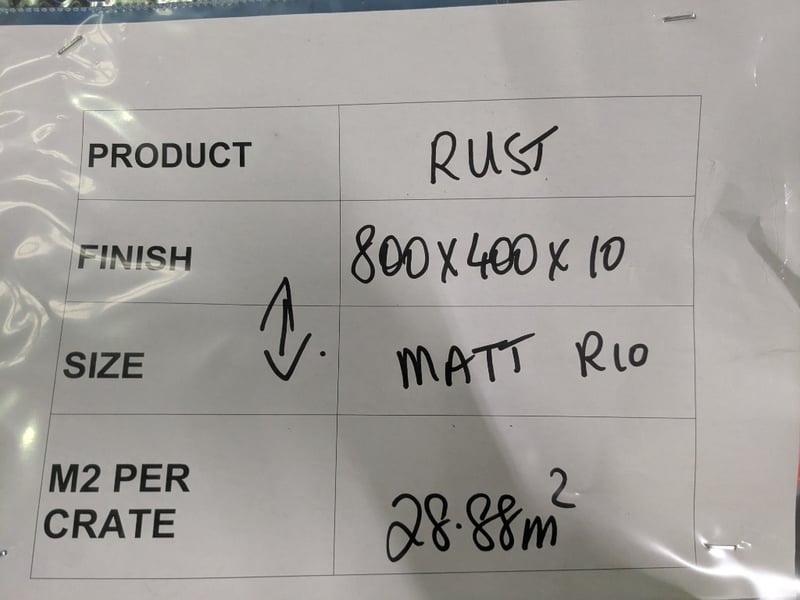 PRODUCT RUST
FINISH 800X400X10
SIZE MATT R10
M2 PER
CRATE 28.88m²